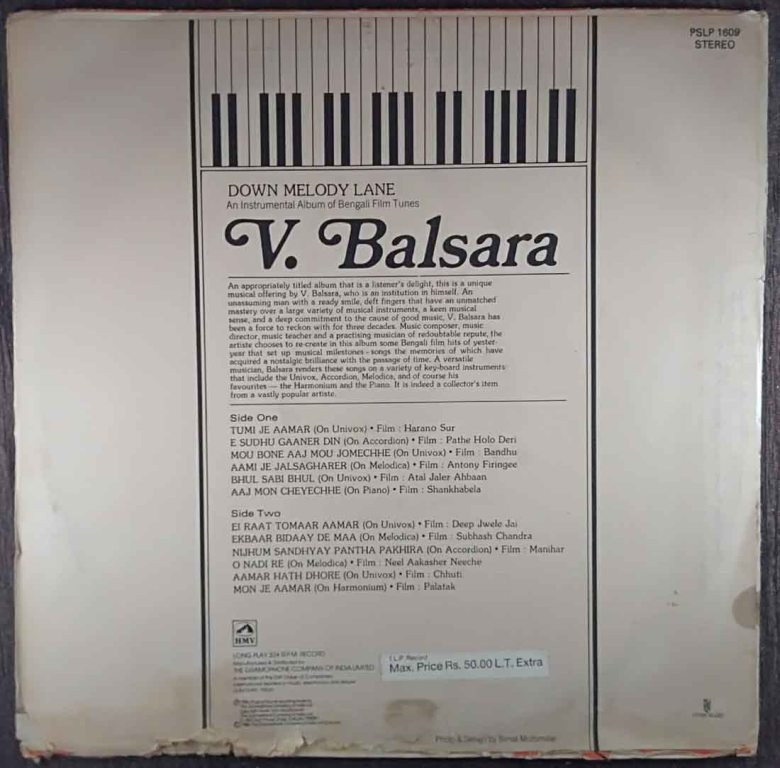 PSLP 1609
STEREO
DOWN MELODY LANE
An Instrumental Album of Bengali Film Tunes
V. Balsara
An appropriately titled album that is a listener's delight, this is a unique
musical offering by V. Balsara, who is an institution in himself. An
unassuming man with a ready smile, deft fingers that have an unmatched
mastery over a large variety of musical instruments, a keen musical
sense, and a deep commitment to the cause of good music, V. Balsara has
been a force to reckon with for three decades. Music composer, music
director, music teacher and a practising musician of redoubtable repute, the
artiste chooses to re-create in this album some Bengali film hits of yester-
year that set up musical milestones - songs the memories of which have
acquired a nostalgic brilliance with the passage of time. A versatile
musician, Balsara renders these songs on a variety of key-board instruments
that include the Univox, Accordion, Melodica, and of course his
favourites — the Harmonium and the Piano. It is indeed a collector's item
from a vastly popular artiste.
Side One
TUMI JE AAMAR (On Univox) • Film : Harano Sur
E SUDHU GAANER DIN (On Accordion) • Film : Pathe Holo Deri
MOU BONE AAJ MOU JOMECHHE (On Univox) • Film : Bandhu
AAMI JE JALSAGHARER (On Melodica) • Film : Antony Firingee
BHUL SABI BHUL (On Univox) • Film : Atal Jaler Ahbaan
AAJ MON CHEYECHHE (On Piano) • Film : Shankhabela
Side Two
EI RAAT TOMAAR AAMAR (On Univox) • Film : Deep Jwele Jai
EKBAAR BIDAAY DE MAA (On Melodica) • Film : Subhash Chandra
NIJHUM SANDHYAY PANTHA PAKHIRA (On Accordion) • Film : Manihar
O NADI RE (On Melodica) • Film : Neel Aakasher Neeche
AAMAR HATH DHORE (On Univox) • Film : Chhuti
MON JE AAMAR (On Harmonium) • Film : Palatak
HMV
LONG PLAY 33⅓ R.P.M. RECORD
Manufactured & Distributed by
THE GRAMOPHONE COMPANY OF INDIA LIMITED
1 L.P. Record
Max. Price Rs. 50.00 L.T. Extra
Photo & Design by